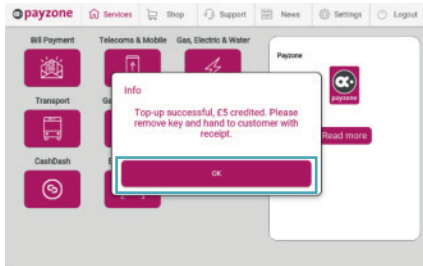 payzone Services Shop Support News Settings Logout
Bill Payment Telecoms & Mobile Gas, Electric & Water
Payzone
Info
Top-up successful, £5 credited. Please
remove key and hand to customer with
receipt.
OK
Transport
Ga
payzone
Read more
CashDash